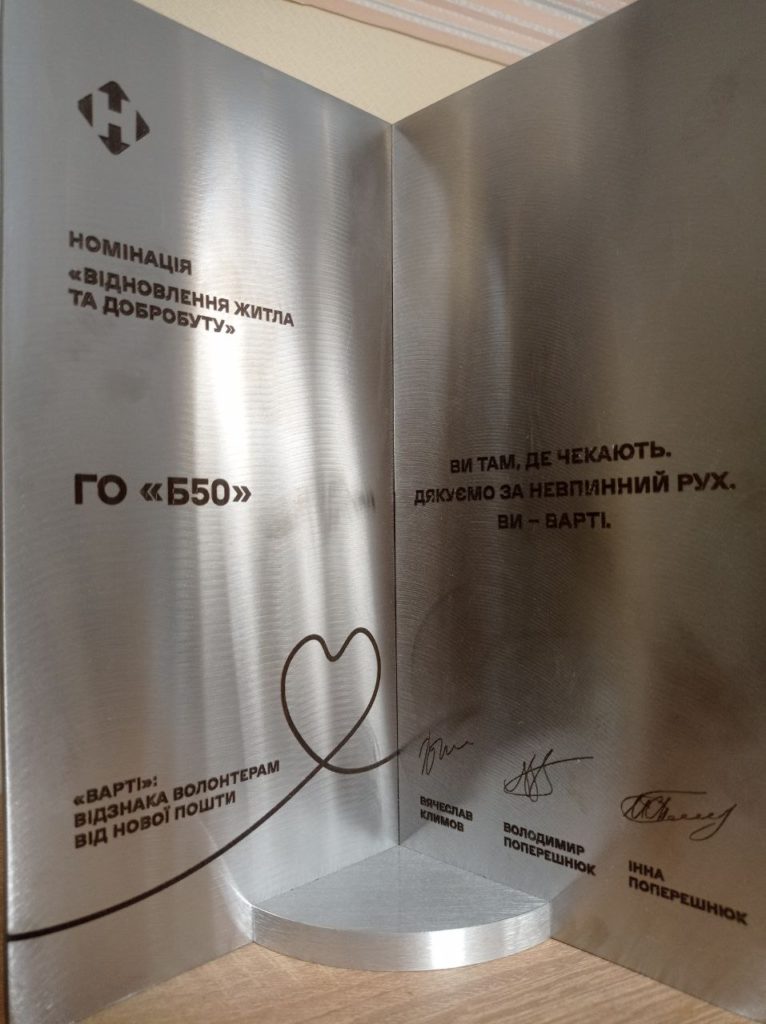 НОМІНАЦІЯ
«ВІДНОВЛЕННЯ ЖИТЛА
ТА ДОБРОБУТУ»
ГО «Б50»
«ВАРТІ»:
ВІДЗНАКА ВОЛОНТЕРАМ
ВІД НОВОЇ ПОШТИ
ВИ ТАМ, ДЕ ЧЕКАЮТЬ.
ДЯКУЄМО ЗА НЕВПИННИЙ РУХ.
ВИ – ВАРТІ.
ВЯЧЕСЛАВ
КЛИМОВ
ВОЛОДИМИР
ПОПЕРЕШНЮК
ІННА
ПОПЕРЕШНЮК